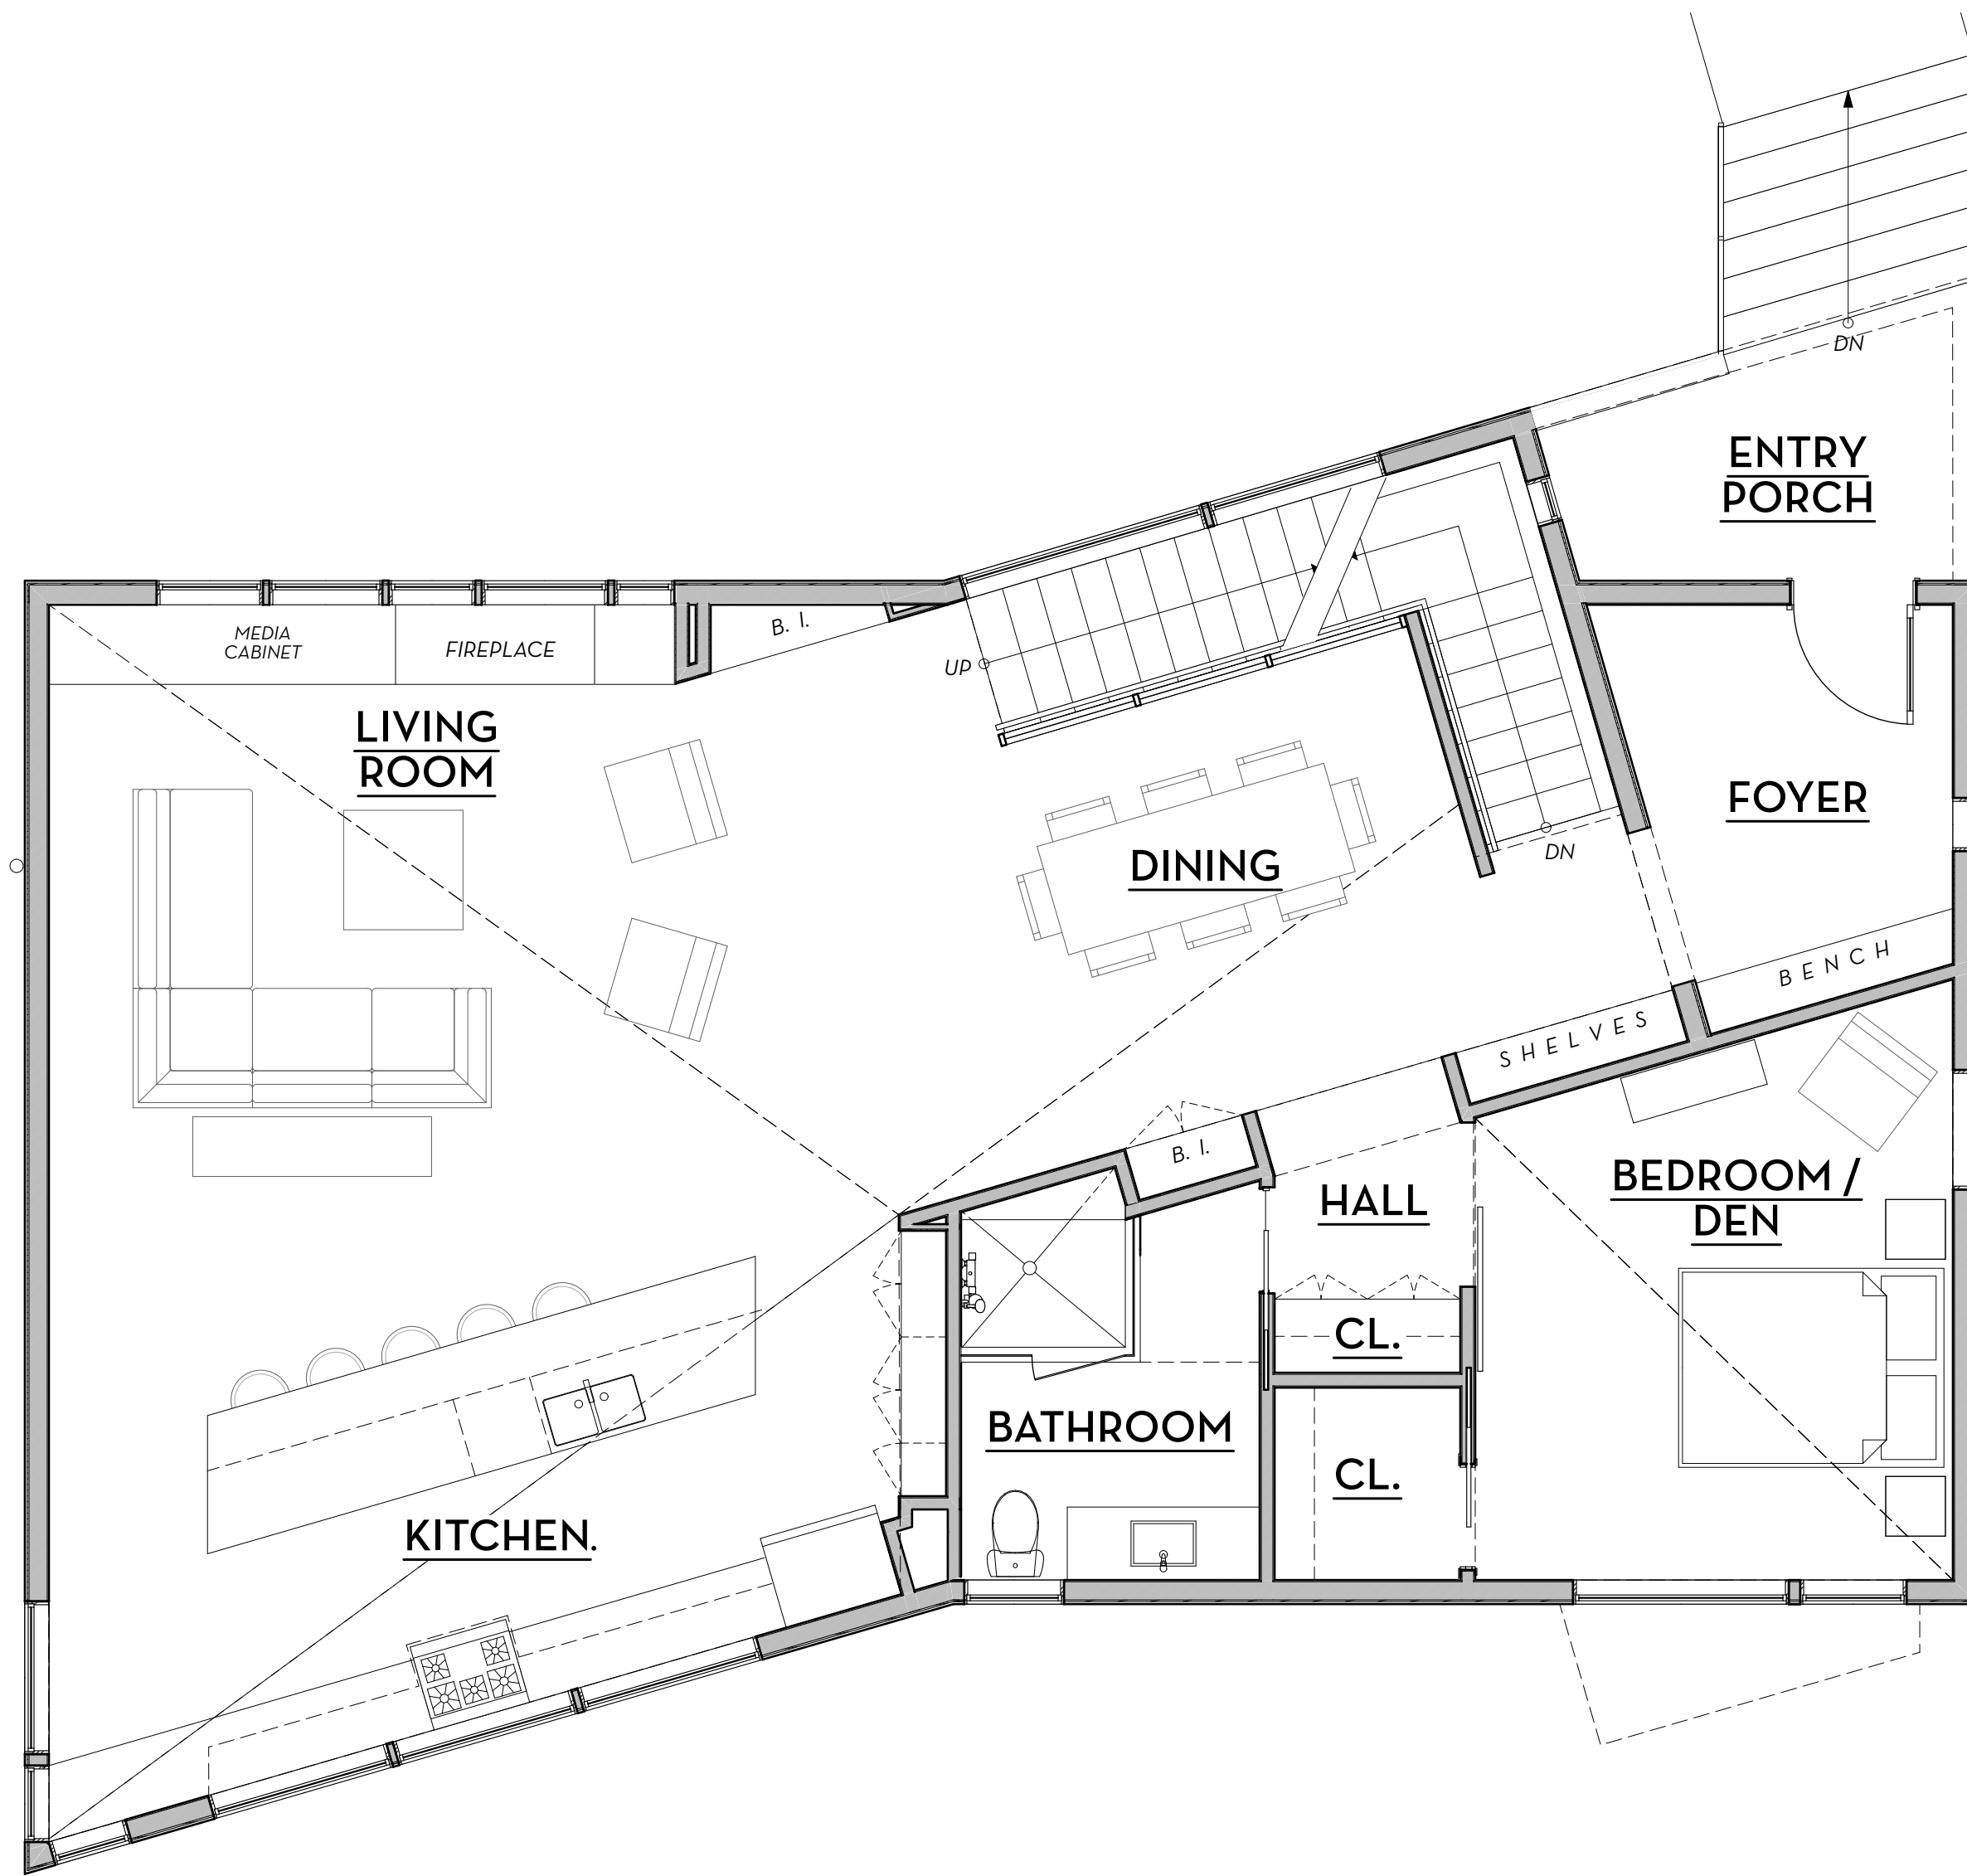 DN
ENTRY
PORCH
MEDIA
CABINET
FIREPLACE
B. I.
UP
LIVING
ROOM
FOYER
DINING
DN
BENCH
SHELVES
B. I.
HALL
BEDROOM /
DEN
CL.
BATHROOM
CL.
KITCHEN.